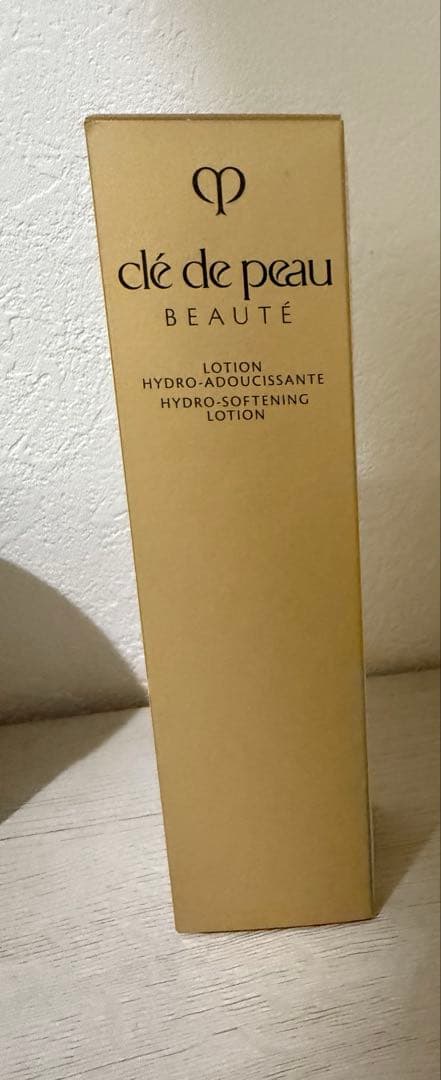 clé de peau
BEAUTÉ
LOTION
HYDRO-ADOUCISSANTE
HYDRO-SOFTENING
LOTION